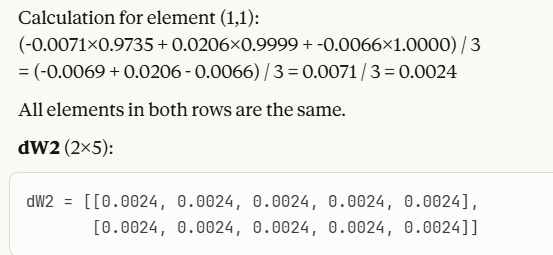 Calculation for element (1,1):
(-0.0071×0.9735 + 0.0206×0.9999 + -0.0066×1.0000) / 3
= (-0.0069 + 0.0206 - 0.0066) / 3 = 0.0071 / 3 = 0.0024
All elements in both rows are the same.
dW2 (2×5):
dW2 = [[0.0024, 0.0024, 0.0024, 0.0024, 0.0024],
[0.0024, 0.0024, 0.0024, 0.0024, 0.0024]]